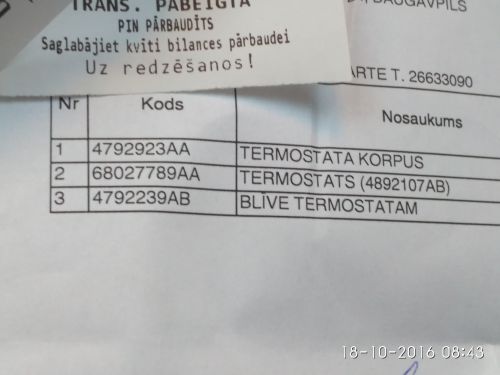 TRANS. PABEIGTA
PIN PĀRBAUDĪTS
Saglabājiet kvīti bilances pārbaudei
Uz redzēšanos!
DAUGAVPILS
ARTE T. 26633090
Nr Kods Nosaukums
1 4792923AA TERMOSTATA KORPUS
2 68027789AA TERMOSTATS (4892107AB)
3 4792239AB BLĪVE TERMOSTATAM
18-10-2016 08:43